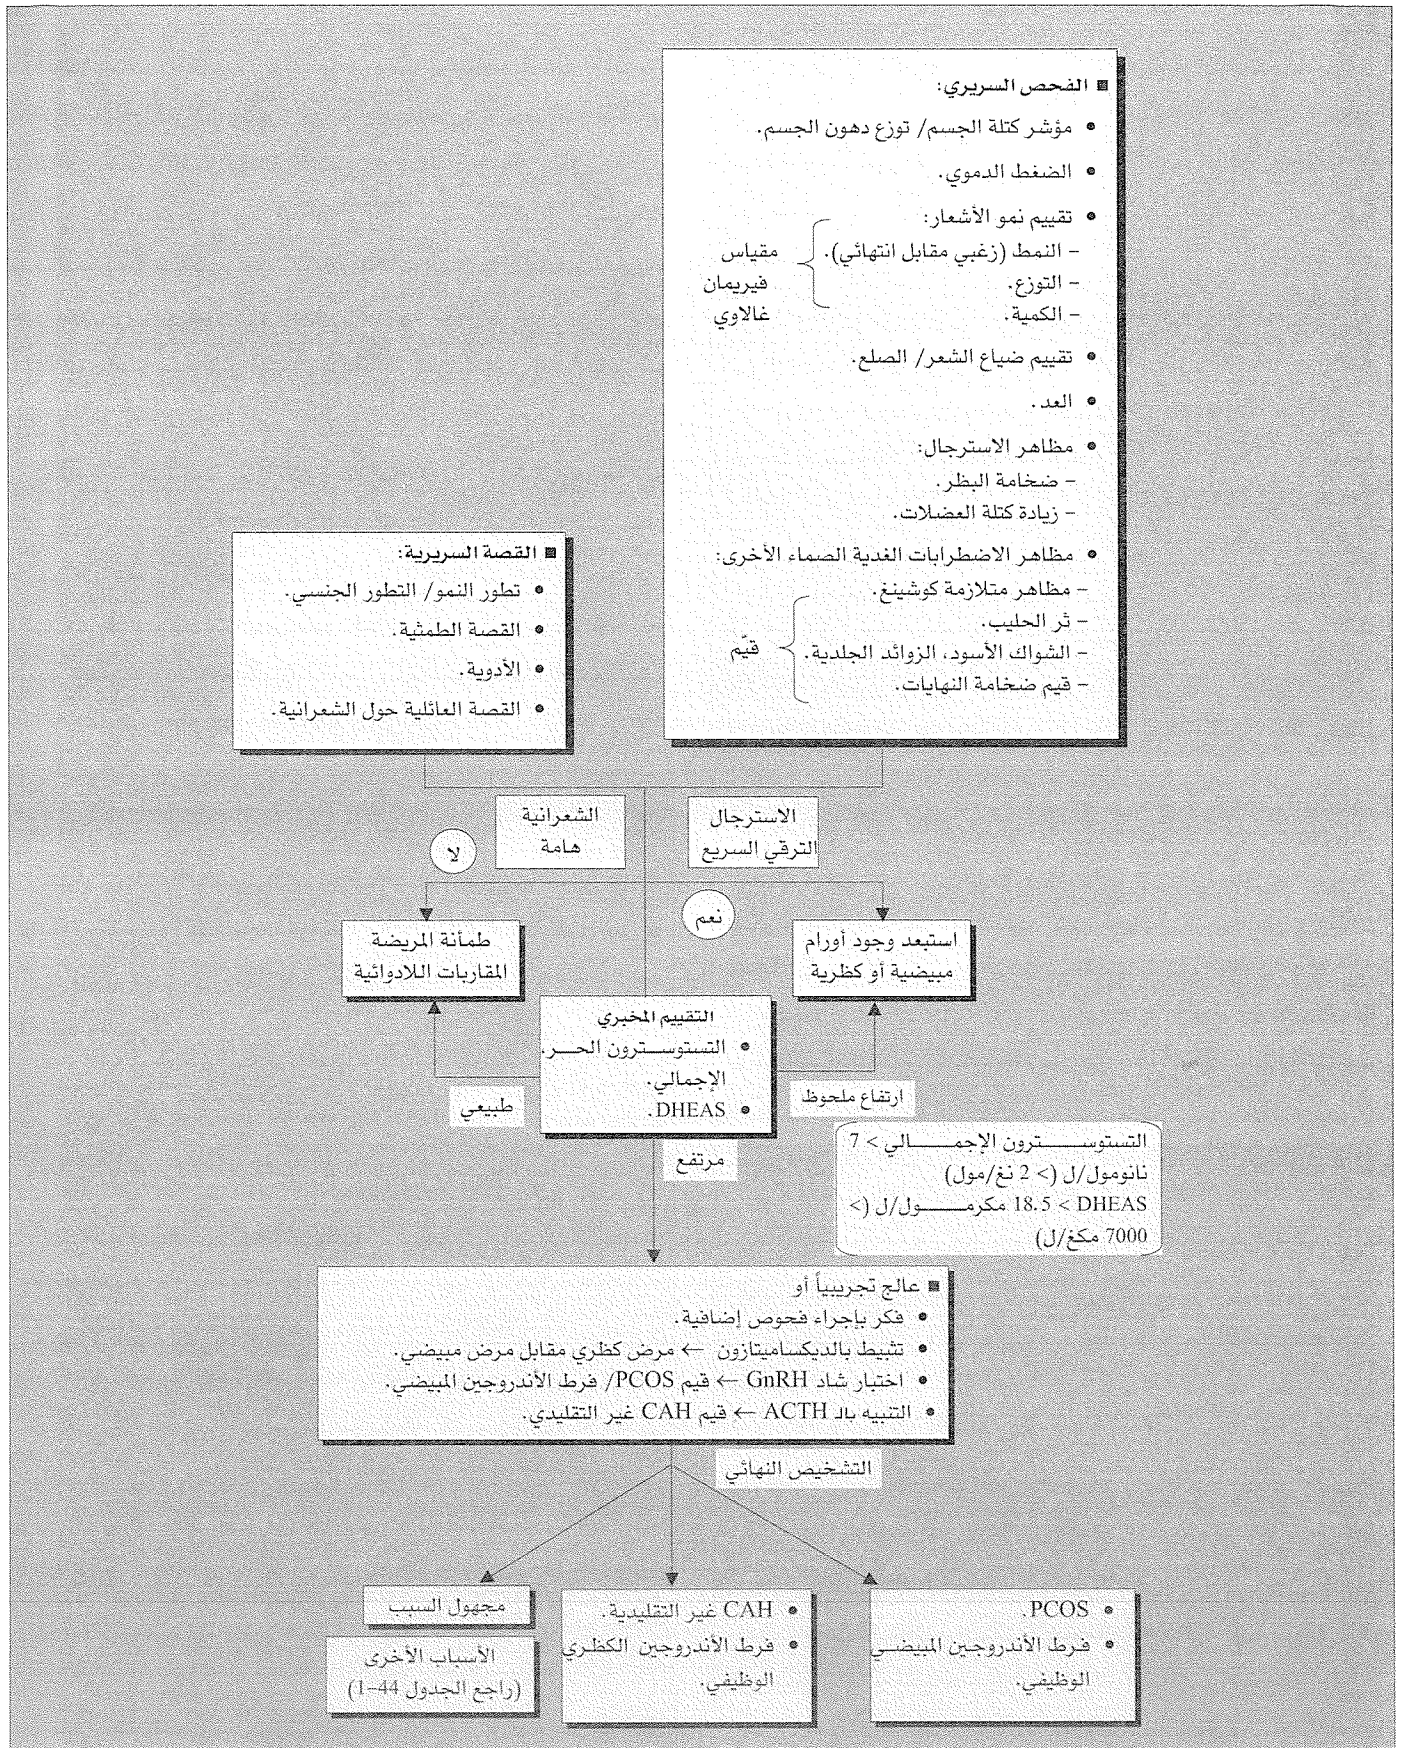 ■ الفحص السريري:
• مؤشر كتلة الجسم/ توزع دهون الجسم.
• الضغط الدموي.
• تقييم نمو الأشعار:
– النمط (زغبي مقابل انتهائي).
– التوزع.
– الكمية.
مقياس
فيريمان
غالاوي
• تقييم ضياع الشعر/ الصلع.
• العد.
• مظاهر الاسترجال:
– ضخامة البظر.
– زيادة كتلة العضلات.
• مظاهر الاضطرابات الغدية الصماء الأخرى:
– مظاهر متلازمة كوشينغ.
– ثر الحليب.
– الشواك الأسود، الزوائد الجلدية.
– قيم ضخامة النهايات.
قيّم
■ القصة السريرية:
• تطور النمو/ التطور الجنسي.
• القصة الطمثية.
• الأدوية.
• القصة العائلية حول الشعرانية.
الاسترجال
الترقي السريع
الشعرانية
هامة
لا
نعم
استبعد وجود أورام
مبيضية أو كظرية
طمأنة المريضة
المقاربات اللادوائية
التقييم المخبري
• التستوسترون الحر،
الإجمالي.
• DHEAS.
ارتفاع ملحوظ
طبيعي
مرتفع
التستوسترون الإجمالي > 7
نانومول/ل (> 2 نغ/مول)
DHEAS > 18.5 مكرمول/ل (>
7000 مكغ/ل)
■ عالج تجريبياً أو
• فكر بإجراء فحوص إضافية.
• تثبيط بالديكساميتازون ← مرض كظري مقابل مرض مبيضي.
• اختبار شاد GnRH ← قيم PCOS/ فرط الأندروجين المبيضي.
• التنبيه بالـ ACTH ← قيم CAH غير التقليدي.
التشخيص النهائي
• PCOS.
• فرط الأندروجين المبيضي
الوظيفي.
• CAH غير التقليدية.
• فرط الأندروجين الكظري
الوظيفي.
مجهول السبب
الأسباب الأخرى
(راجع الجدول 44-1)